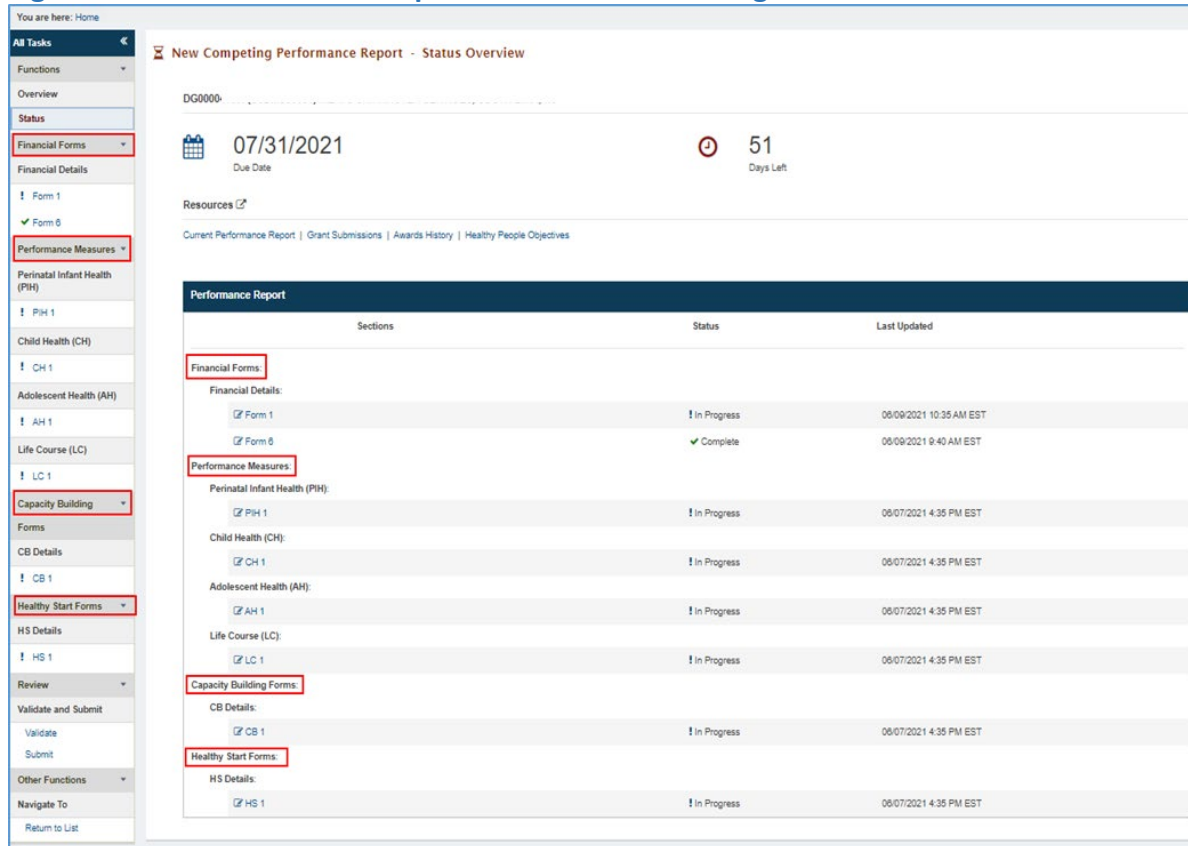 You are here: Home
All Tasks «
Functions
Overview
Status
Financial Forms
Financial Details
! Form 1
✔ Form 6
Performance Measures
Perinatal Infant Health
(PIH)
! PIH 1
Child Health (CH)
! CH 1
Adolescent Health (AH)
! AH 1
Life Course (LC)
! LC 1
Capacity Building
Forms
CB Details
! CB 1
Healthy Start Forms
HS Details
! HS 1
Review
Validate and Submit
Validate
Submit
Other Functions
Navigate To
Return to List
New Competing Performance Report - Status Overview
DG0000
07/31/2021
Due Date
51
Days Left
Resources
Current Performance Report | Grant Submissions | Awards History | Healthy People Objectives
Performance Report
Sections Status Last Updated
Financial Forms:
Financial Details:
Form 1 ! In Progress 06/09/2021 10:35 AM EST
Form 6 ✔ Complete 06/09/2021 9:40 AM EST
Performance Measures:
Perinatal Infant Health (PIH):
PIH 1 ! In Progress 06/07/2021 4:35 PM EST
Child Health (CH):
CH 1 ! In Progress 06/07/2021 4:35 PM EST
Adolescent Health (AH):
AH 1 ! In Progress 06/07/2021 4:35 PM EST
Life Course (LC):
LC 1 ! In Progress 06/07/2021 4:35 PM EST
Capacity Building Forms:
CB Details:
CB 1 ! In Progress 06/07/2021 4:35 PM EST
Healthy Start Forms:
HS Details:
HS 1 ! In Progress 06/07/2021 4:35 PM EST